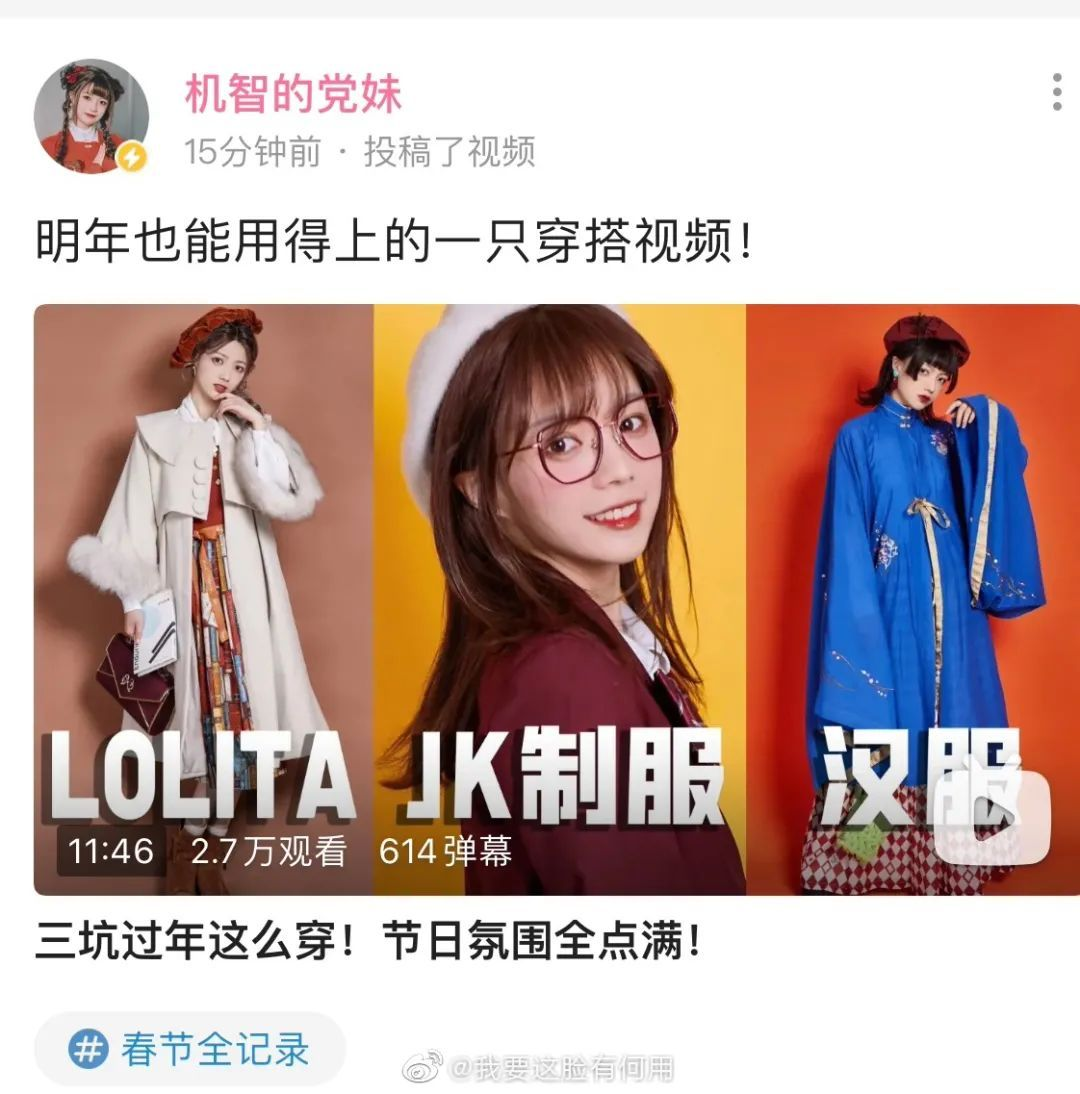 机智的党妹
15分钟前 · 投稿了视频
明年也能用得上的一只穿搭视频！
LOLITA
JK制服
汉服
11:46 2.7万观看 614弹幕
三坑过年这么穿！节日氛围全点满！
# 春节全记录
@我要这脸有何用